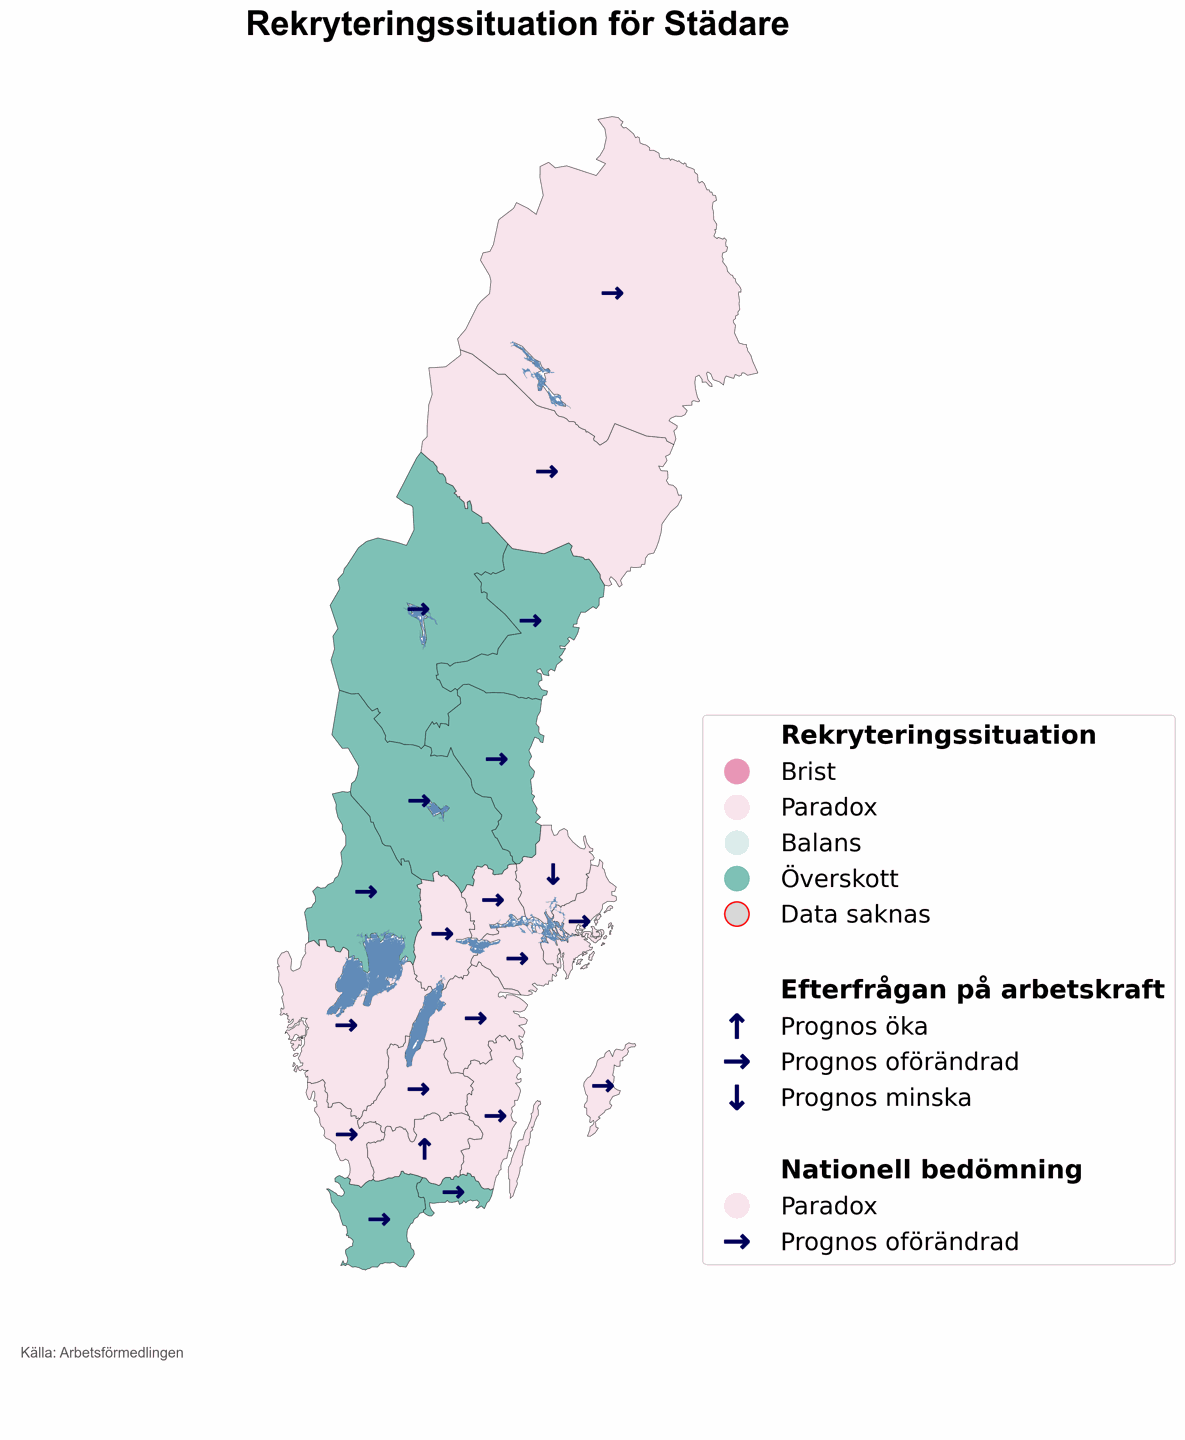 Rekryteringssituation för Städare
Rekryteringssituation
Brist
Paradox
Balans
Överskott
Data saknas
Efterfrågan på arbetskraft
Prognos öka
Prognos oförändrad
Prognos minska
Nationell bedömning
Paradox
Prognos oförändrad
Källa: Arbetsförmedlingen